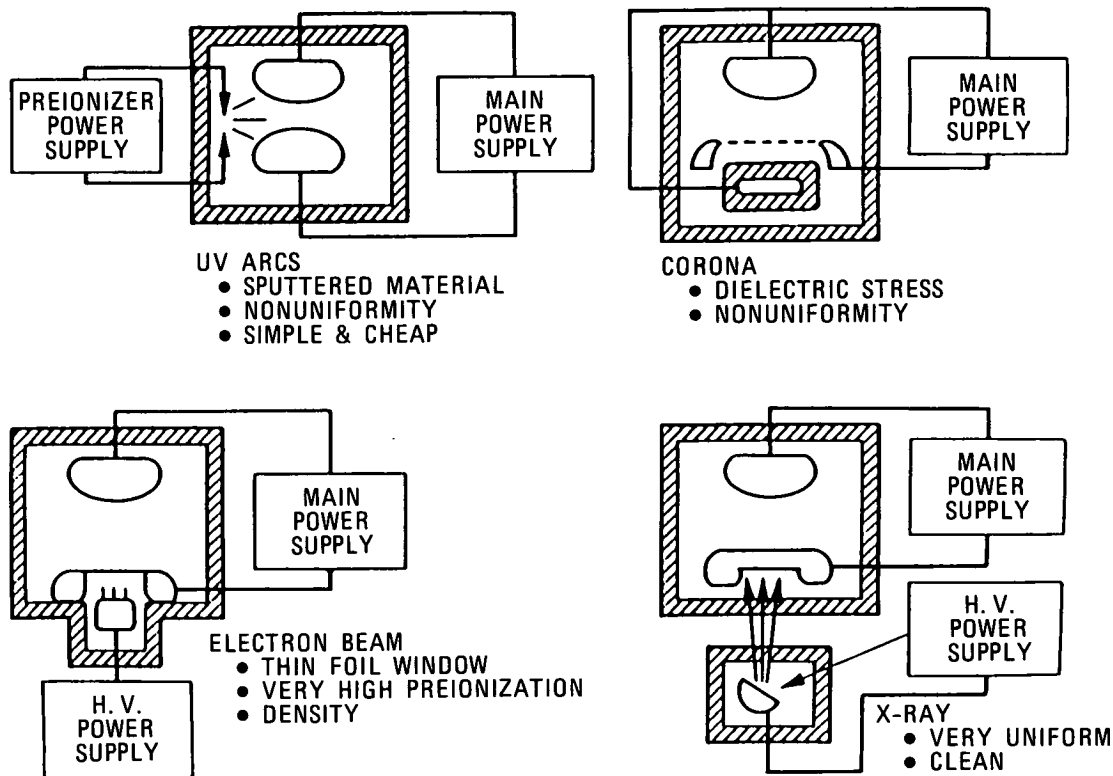 PREIONIZER
POWER
SUPPLY
MAIN
POWER
SUPPLY
UV ARCS
• SPUTTERED MATERIAL
• NONUNIFORMITY
• SIMPLE & CHEAP
MAIN
POWER
SUPPLY
CORONA
• DIELECTRIC STRESS
• NONUNIFORMITY
MAIN
POWER
SUPPLY
H. V.
POWER
SUPPLY
ELECTRON BEAM
• THIN FOIL WINDOW
• VERY HIGH PREIONIZATION
• DENSITY
MAIN
POWER
SUPPLY
H. V.
POWER
SUPPLY
X-RAY
• VERY UNIFORM
• CLEAN